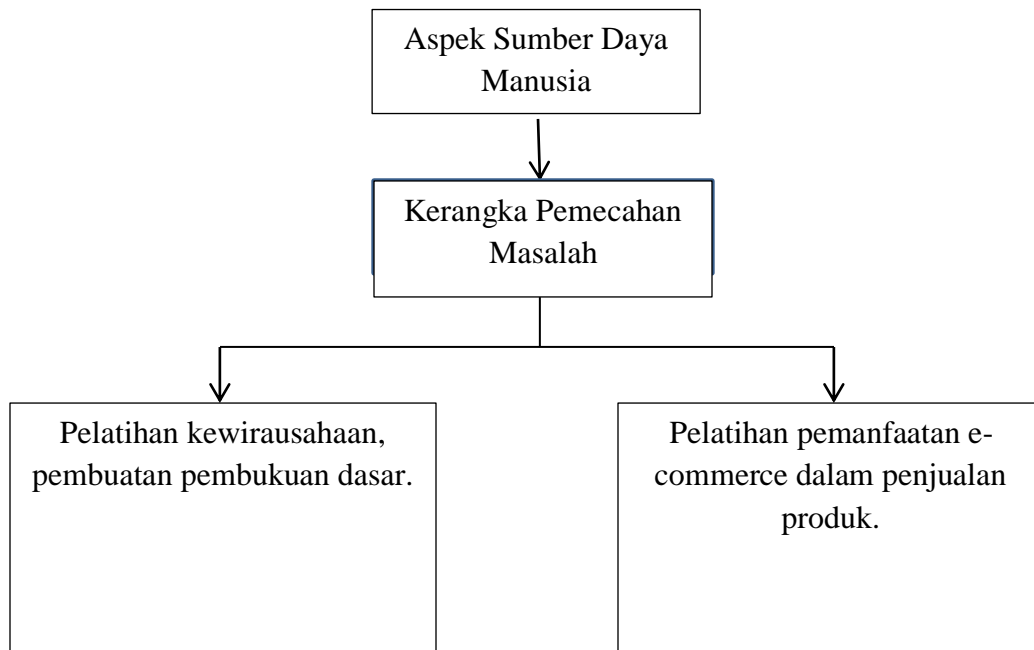 Aspek Sumber Daya
Manusia
Kerangka Pemecahan
Masalah
Pelatihan kewirausahaan,
pembuatan pembukuan dasar.
Pelatihan pemanfaatan e-
commerce dalam penjualan
produk.